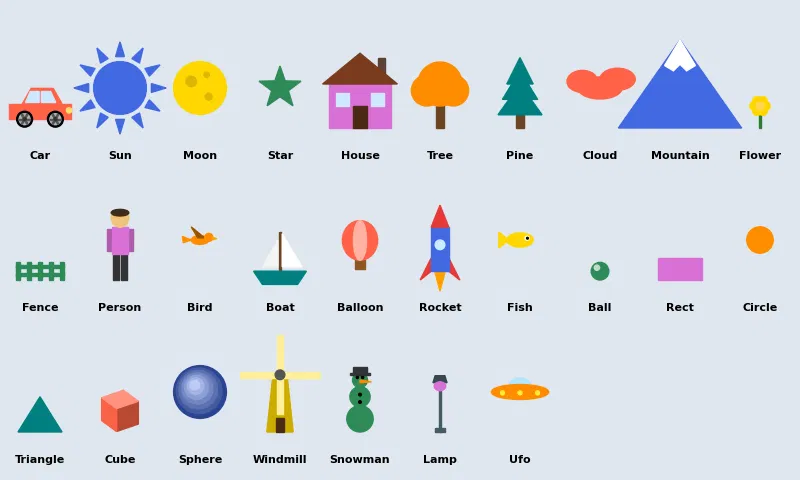 Car Sun Moon Star House Tree Pine Cloud Mountain Flower
Fence Person Bird Boat Balloon Rocket Fish Ball Rect Circle
Triangle Cube Sphere Windmill Snowman Lamp Ufo